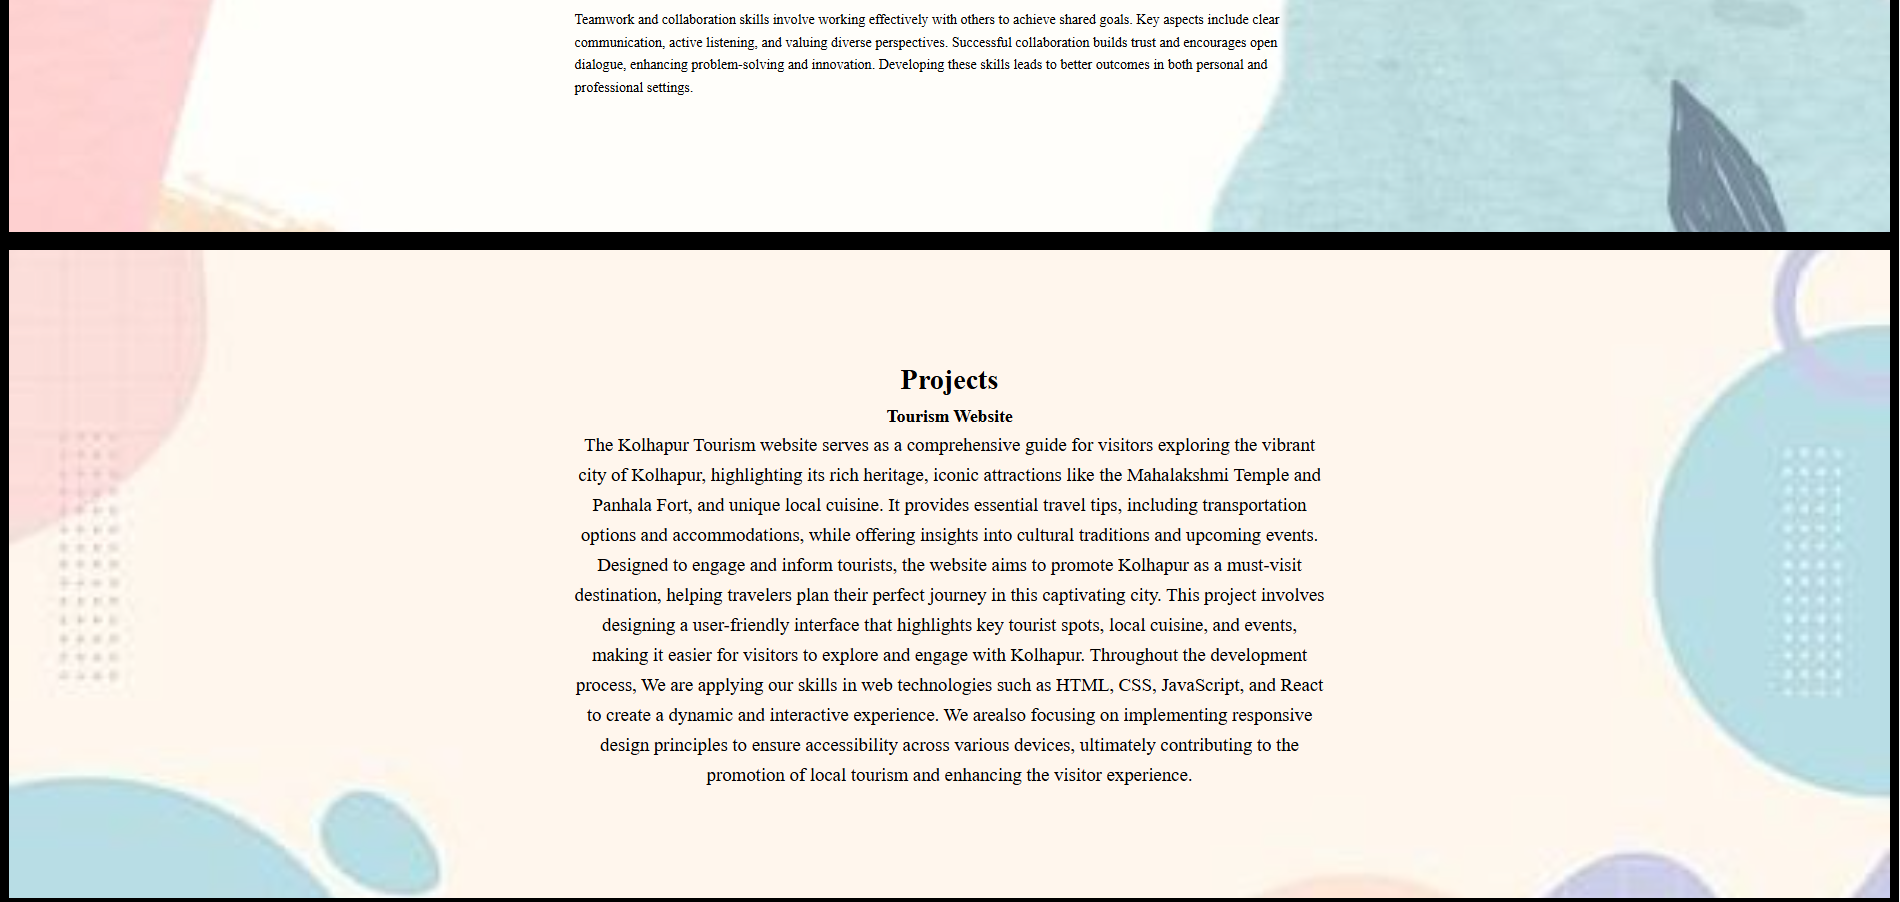 Teamwork and collaboration skills involve working effectively with others to achieve shared goals. Key aspects include clear
communication, active listening, and valuing diverse perspectives. Successful collaboration builds trust and encourages open
dialogue, enhancing problem-solving and innovation. Developing these skills leads to better outcomes in both personal and
professional settings.
Projects
Tourism Website
The Kolhapur Tourism website serves as a comprehensive guide for visitors exploring the vibrant
city of Kolhapur, highlighting its rich heritage, iconic attractions like the Mahalakshmi Temple and
Panhala Fort, and unique local cuisine. It provides essential travel tips, including transportation
options and accommodations, while offering insights into cultural traditions and upcoming events.
Designed to engage and inform tourists, the website aims to promote Kolhapur as a must-visit
destination, helping travelers plan their perfect journey in this captivating city. This project involves
designing a user-friendly interface that highlights key tourist spots, local cuisine, and events,
making it easier for visitors to explore and engage with Kolhapur. Throughout the development
process, We are applying our skills in web technologies such as HTML, CSS, JavaScript, and React
to create a dynamic and interactive experience. We arealso focusing on implementing responsive
design principles to ensure accessibility across various devices, ultimately contributing to the
promotion of local tourism and enhancing the visitor experience.